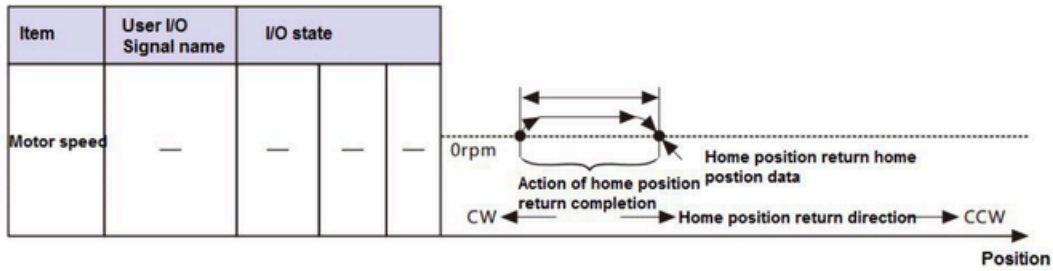 Item
User I/O
Signal name
I/O state
Motor speed
—
—
—
—
0rpm
Home position return home
postion data
Action of home position
return completion
CW
Home position return direction
CCW
Position